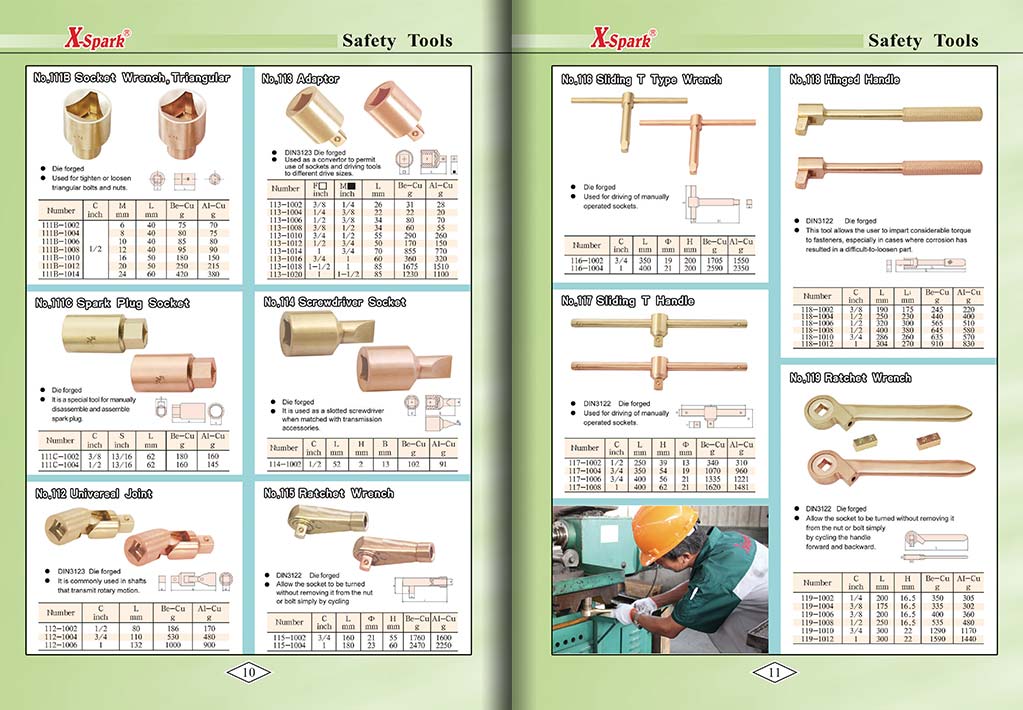 X-Spark®
Safety Tools
No,111B Socket Wrench, Triangular
● Die forged
● Used for tighten or loosen
triangular bolts and nuts.
Number C inch M mm L mm Be-Cu g Al-Cu g
111B-1002 1/2 6 40 75 70
111B-1004 8 40 80 75
111B-1006 10 40 85 80
111B-1008 12 40 95 90
111B-1010 16 50 180 150
111B-1012 20 50 250 215
111B-1014 24 60 420 380
No,111C Spark Plug Socket
● Die forged
● It is a special tool for manually
disassemble and assemble
spark plug.
Number C inch S inch L mm Be-Cu g Al-Cu g
111C-1002 3/8 13/16 62 180 160
111C-1004 1/2 13/16 62 160 145
No,112 Universal Joint
● DIN3123 Die forged
● It is commonly used in shafts
that transmit rotary motion.
Number C inch L mm Be-Cu g Al-Cu g
112-1002 1/2 80 186 170
112-1004 3/4 110 530 480
112-1006 1 132 1000 900
No,113 Adaptor
● DIN3123 Die forged
● Used as a convertor to permit
use of sockets and driving tools
to different drive sizes.
Number F□ inch M■ inch L mm Be-Cu g Al-Cu g
113-1002 3/8 1/4 26 31 28
113-1004 1/4 3/8 22 22 20
113-1006 1/2 3/8 34 80 70
113-1008 3/8 1/2 34 60 55
113-1010 3/4 1/2 55 290 260
113-1012 1/2 3/4 50 170 150
113-1014 1 3/4 70 855 770
113-1016 3/4 1 60 360 320
113-1018 1-1/2 1 85 1675 1510
113-1020 1 1-1/2 85 1230 1100
No,114 Screwdriver Socket
● Die forged
● It is used as a slotted screwdriver
when matched with transmission
accessories.
Number C inch L mm H mm B mm Be-Cu g Al-Cu g
114-1002 1/2 52 2 13 102 91
No,115 Ratchet Wrench
● DIN3122 Die forged
● Allow the socket to be turned
without removing it from the nut
or bolt simply by cycling
Number C inch L mm Φ mm H mm Be-Cu g Al-Cu g
115-1002 3/4 160 21 55 1760 1600
115-1004 1 180 23 60 2470 2250
10
X-Spark®
Safety Tools
No,116 Sliding T Type Wrench
● Die forged
● Used for driving of manually
operated sockets.
Number C inch L mm Φ mm H mm Be-Cu g Al-Cu g
116-1002 3/4 350 19 200 1705 1550
116-1004 1 400 21 200 2590 2350
No,117 Sliding T Handle
● DIN3122 Die forged
● Used for driving of manually
operated sockets.
Number C inch L mm H mm Φ mm Be-Cu g Al-Cu g
117-1002 1/2 250 39 13 340 310
117-1004 3/4 350 54 19 1070 960
117-1006 3/4 400 56 21 1335 1221
117-1008 1 400 62 21 1620 1481
No,118 Hinged Handle
● DIN3122 Die forged
● This tool allows the user to impart considerable torque
to fasteners, especially in cases where corrosion has
resulted in a difficult-to-loosen part.
Number C inch L mm L1 mm Be-Cu g Al-Cu g
118-1002 3/8 190 175 245 220
118-1004 1/2 250 230 440 400
118-1006 1/2 320 300 565 510
118-1008 1/2 400 380 645 580
118-1010 3/4 286 260 635 570
118-1012 1 304 270 910 830
No,119 Ratchet Wrench
● DIN3122 Die forged
● Allow the socket to be turned without removing it
from the nut or bolt simply
by cycling the handle
forward and backward.
Number C inch L mm H mm Be-Cu g Al-Cu g
119-1002 1/4 200 16.5 350 305
119-1004 3/8 175 16.5 335 302
119-1006 3/8 200 16.5 400 360
119-1008 1/2 250 16.5 535 480
119-1010 3/4 300 22 1290 1170
119-1012 1 300 22 1590 1440
11